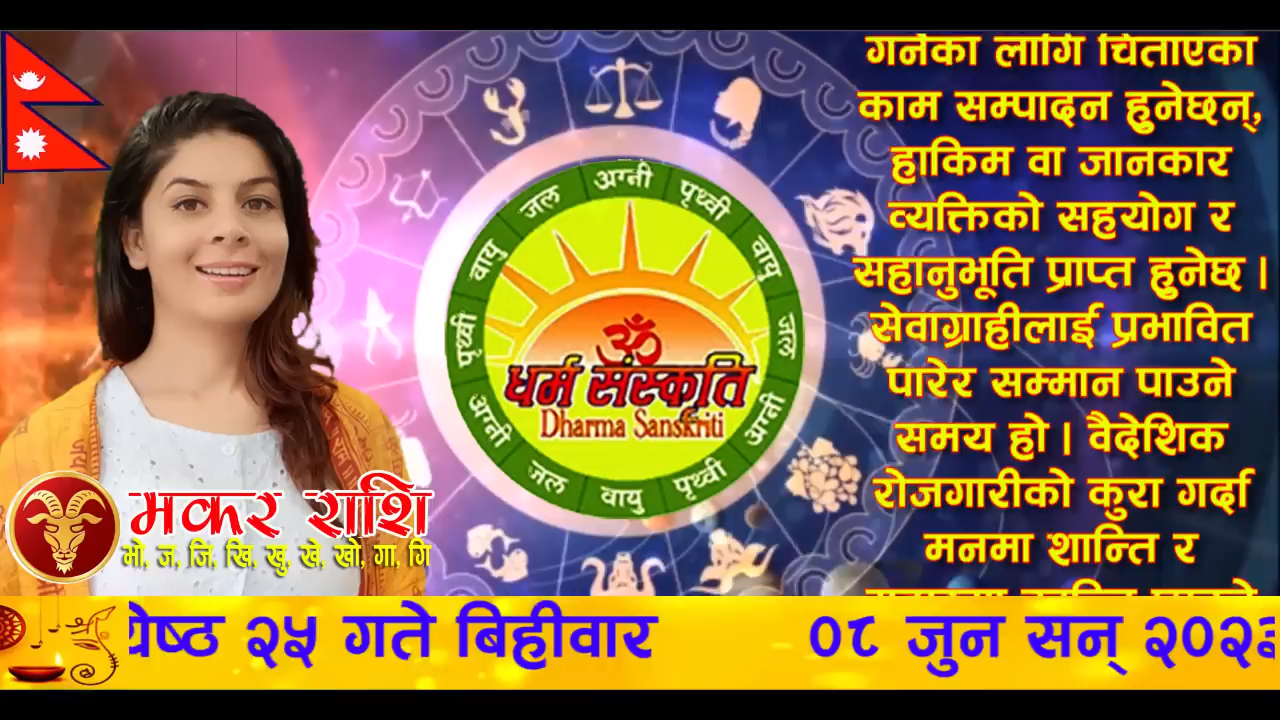 गर्नका लागि चिताएका
काम सम्पादन हुनेछन्,
हाकिम वा जानकार
व्यक्तिको सहयोग र
सहानुभूति प्राप्त हुनेछ ।
सेवाग्राहीलाई प्रभावित
पारेर सम्मान पाउने
समय हो । वैदेशिक
रोजगारीको कुरा गर्दा
मनमा शान्ति र
जल अग्नी पृथ्वी वायु जल अग्नी पृथ्वी वायु जल अग्नी पृथ्वी वायु
ॐ
धर्म संस्कृति
Dharma Sanskriti
मकर राशि
भो, ज, जि, खि, खु, खे, खो, गा, गि
श्री
येष्ठ २५ गते बिहीवार ०८ जुन सन् २०२३